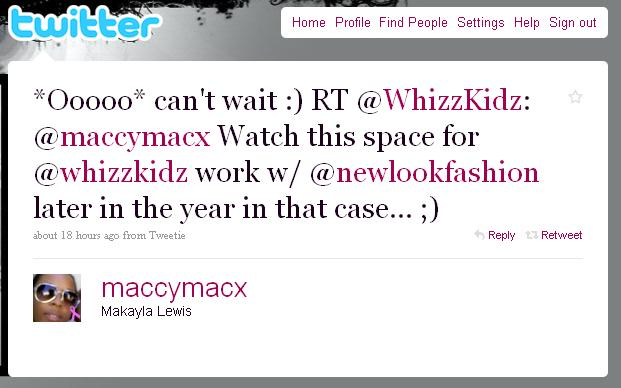 twitter
Home Profile Find People Settings Help Sign out
*Ooooo* can't wait :) RT @WhizzKidz:
@maccymacx Watch this space for
@whizzkidz work w/ @newlookfashion
later in the year in that case... ;)
about 18 hours ago from Tweetie Reply Retweet
maccymacx
Makayla Lewis